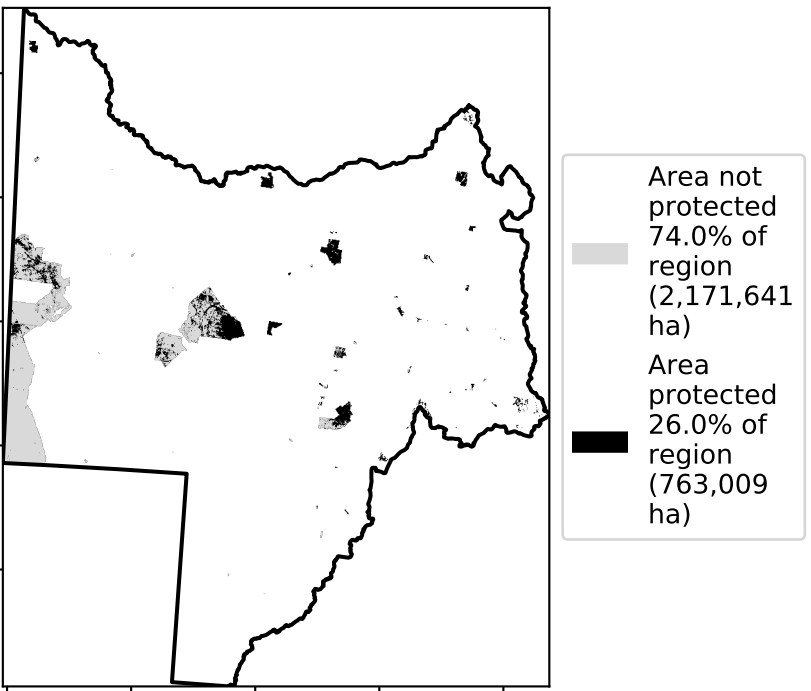 Area not
protected
74.0% of
region
(2,171,641
ha)
Area
protected
26.0% of
region
(763,009
ha)